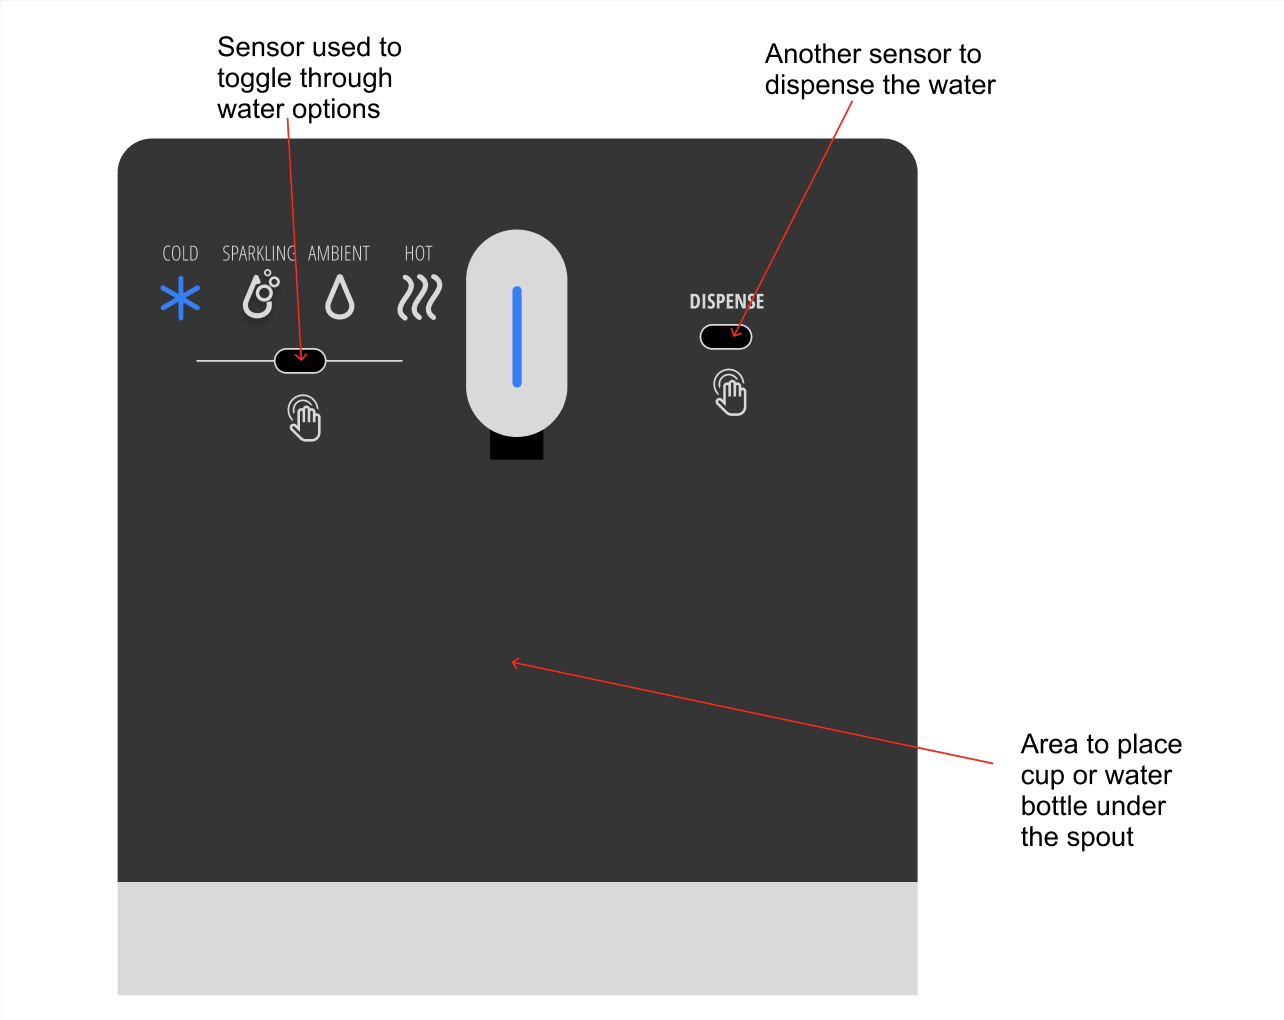 Sensor used to
toggle through
water options
Another sensor to
dispense the water
COLD SPARKLING AMBIENT HOT
DISPENSE
Area to place
cup or water
bottle under
the spout